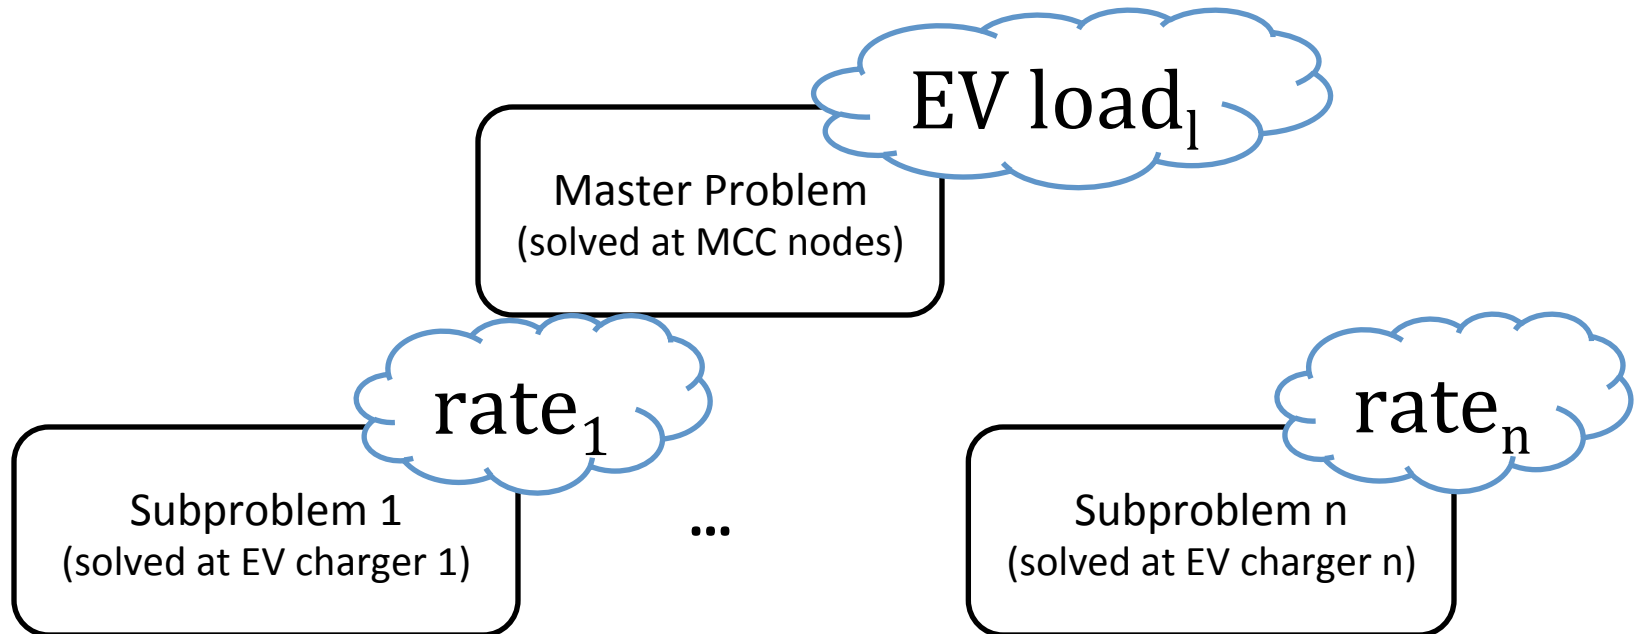 EV load_l
Master Problem
(solved at MCC nodes)
rate_1
rate_n
Subproblem 1
(solved at EV charger 1)
...
Subproblem n
(solved at EV charger n)